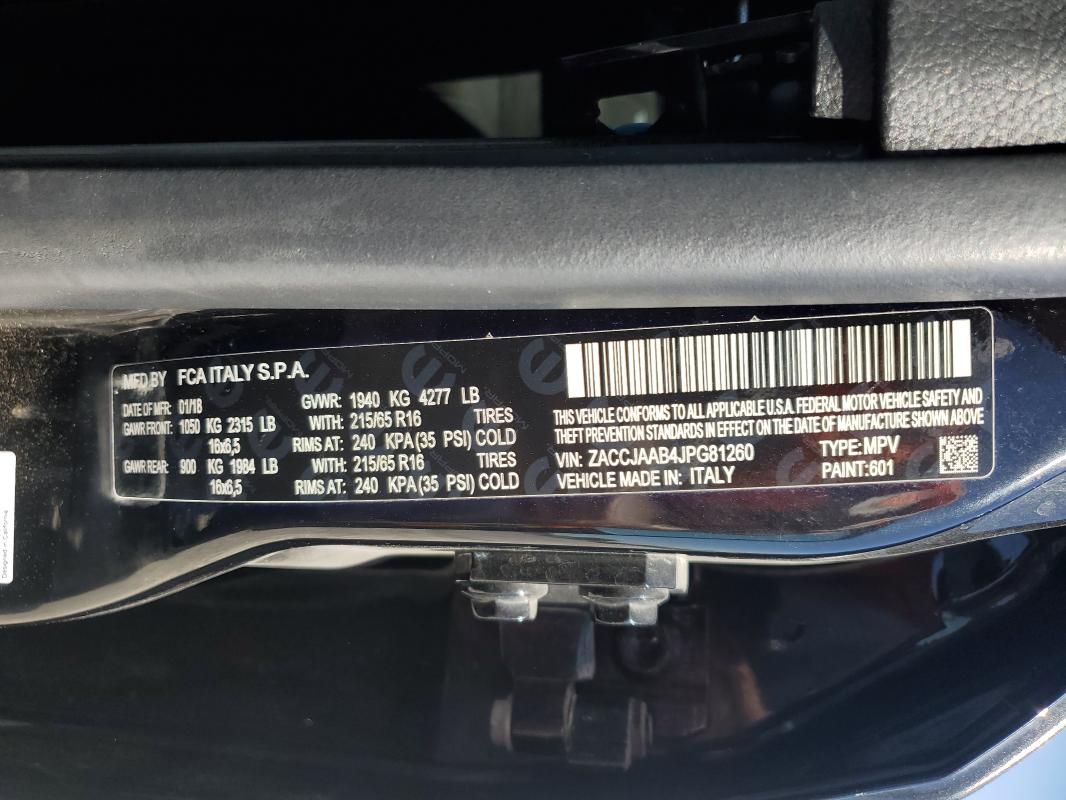 MFD BY FCA ITALY S.P.A.
DATE OF MFR: 01/18 GVWR: 1940 KG 4277 LB
GAWR FRONT: 1050 KG 2315 LB WITH: 215/65 R16 TIRES
16x6,5 RIMS AT: 240 KPA(35 PSI) COLD
GAWR REAR: 900 KG 1984 LB WITH: 215/65 R16 TIRES
16x6,5 RIMS AT: 240 KPA(35 PSI) COLD
THIS VEHICLE CONFORMS TO ALL APPLICABLE U.S.A. FEDERAL MOTOR VEHICLE SAFETY AND
THEFT PREVENTION STANDARDS IN EFFECT ON THE DATE OF MANUFACTURE SHOWN ABOVE
VIN: ZACCJAAB4JPG81260 TYPE: MPV
VEHICLE MADE IN: ITALY PAINT: 601
Designed in California